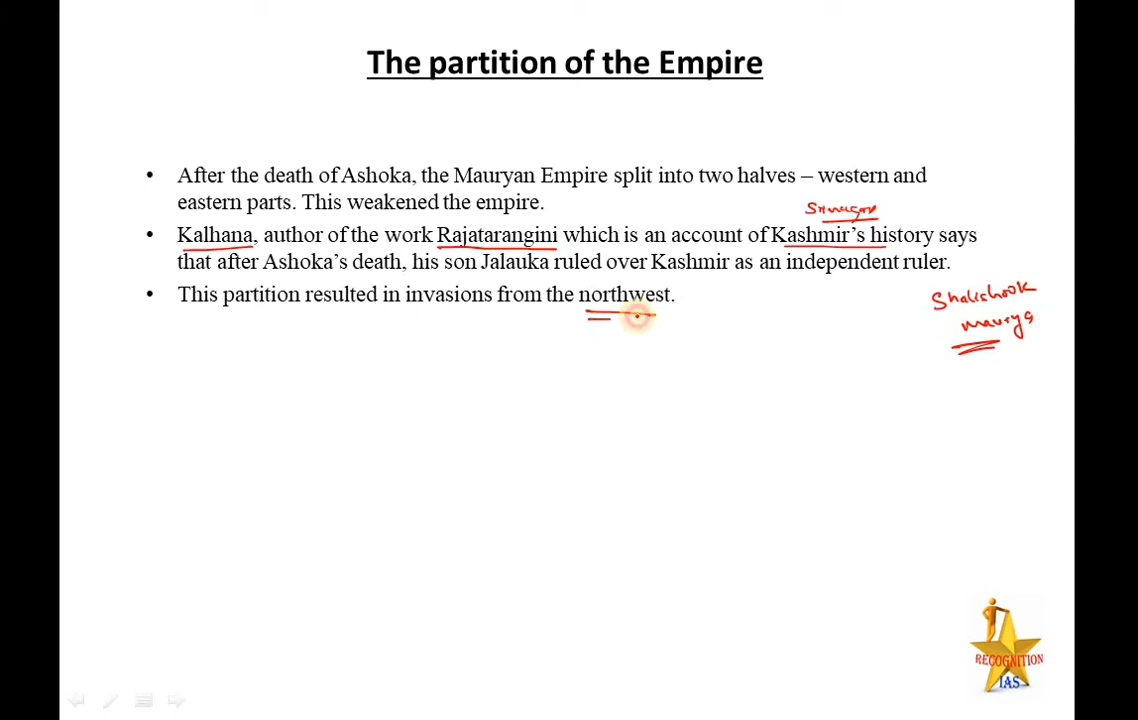 The partition of the Empire
• After the death of Ashoka, the Mauryan Empire split into two halves – western and
eastern parts. This weakened the empire.
Srinagar
• Kalhana, author of the work Rajatarangini which is an account of Kashmir’s history says
that after Ashoka’s death, his son Jalauka ruled over Kashmir as an independent ruler.
• This partition resulted in invasions from the northwest.
Shalishook
maurya
RECOGNITION
IAS